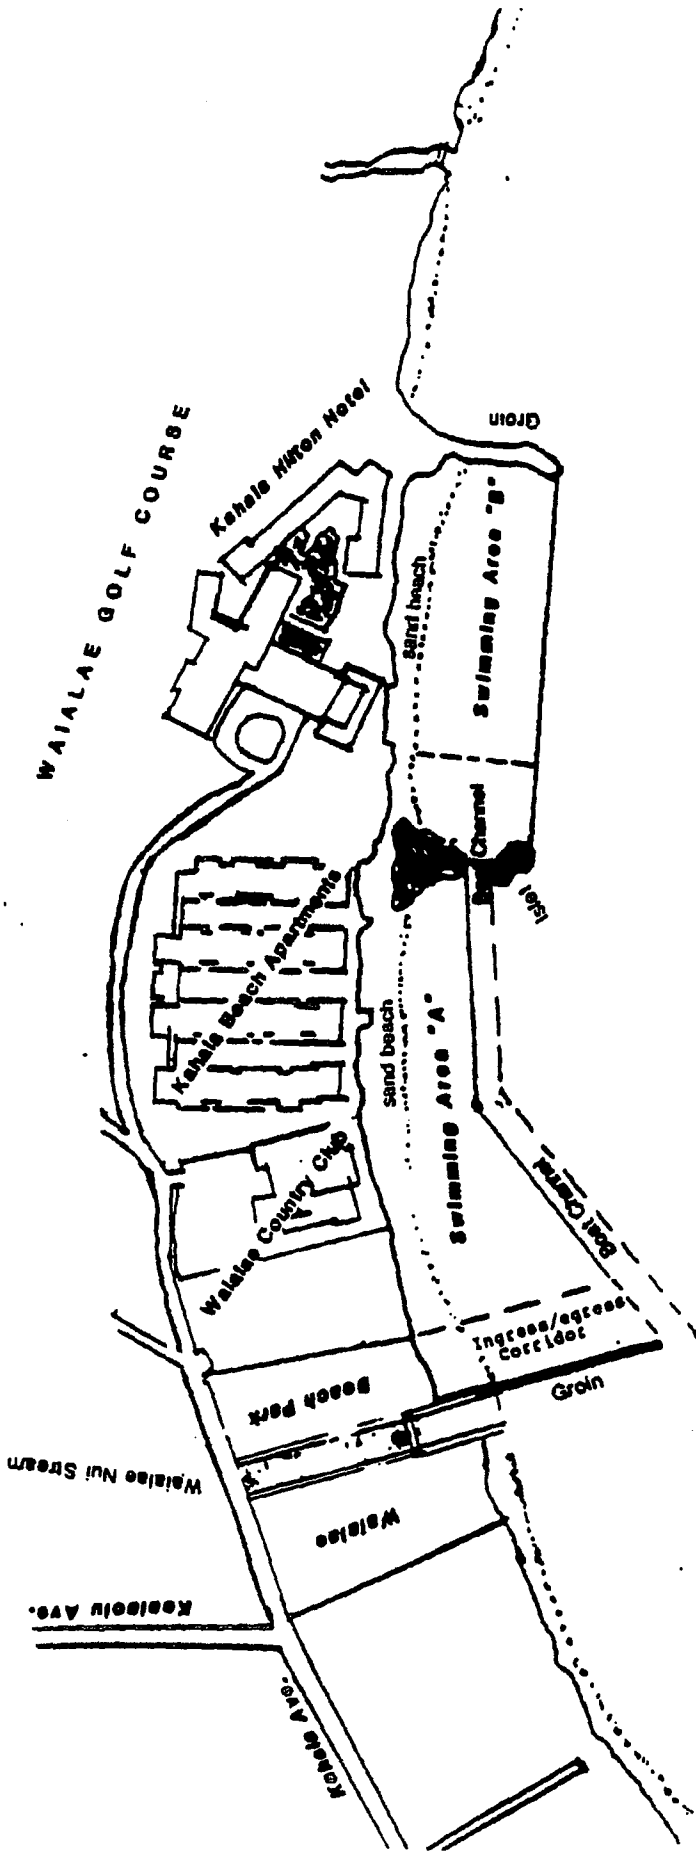 WAIALAE GOLF COURSE
Kahala Hilton Hotel
Groin
sand beach
Swimming Area "B"
Channel
Islet
Kahala Beach Apartments
sand beach
Swimming Area "A"
Boat Channel
Waialae Country Club
Ingress/egress
Corridor
Beach Park
Groin
Waialae Nui Stream
Waialae
Kealaolu Ave.
Kahala Ave.